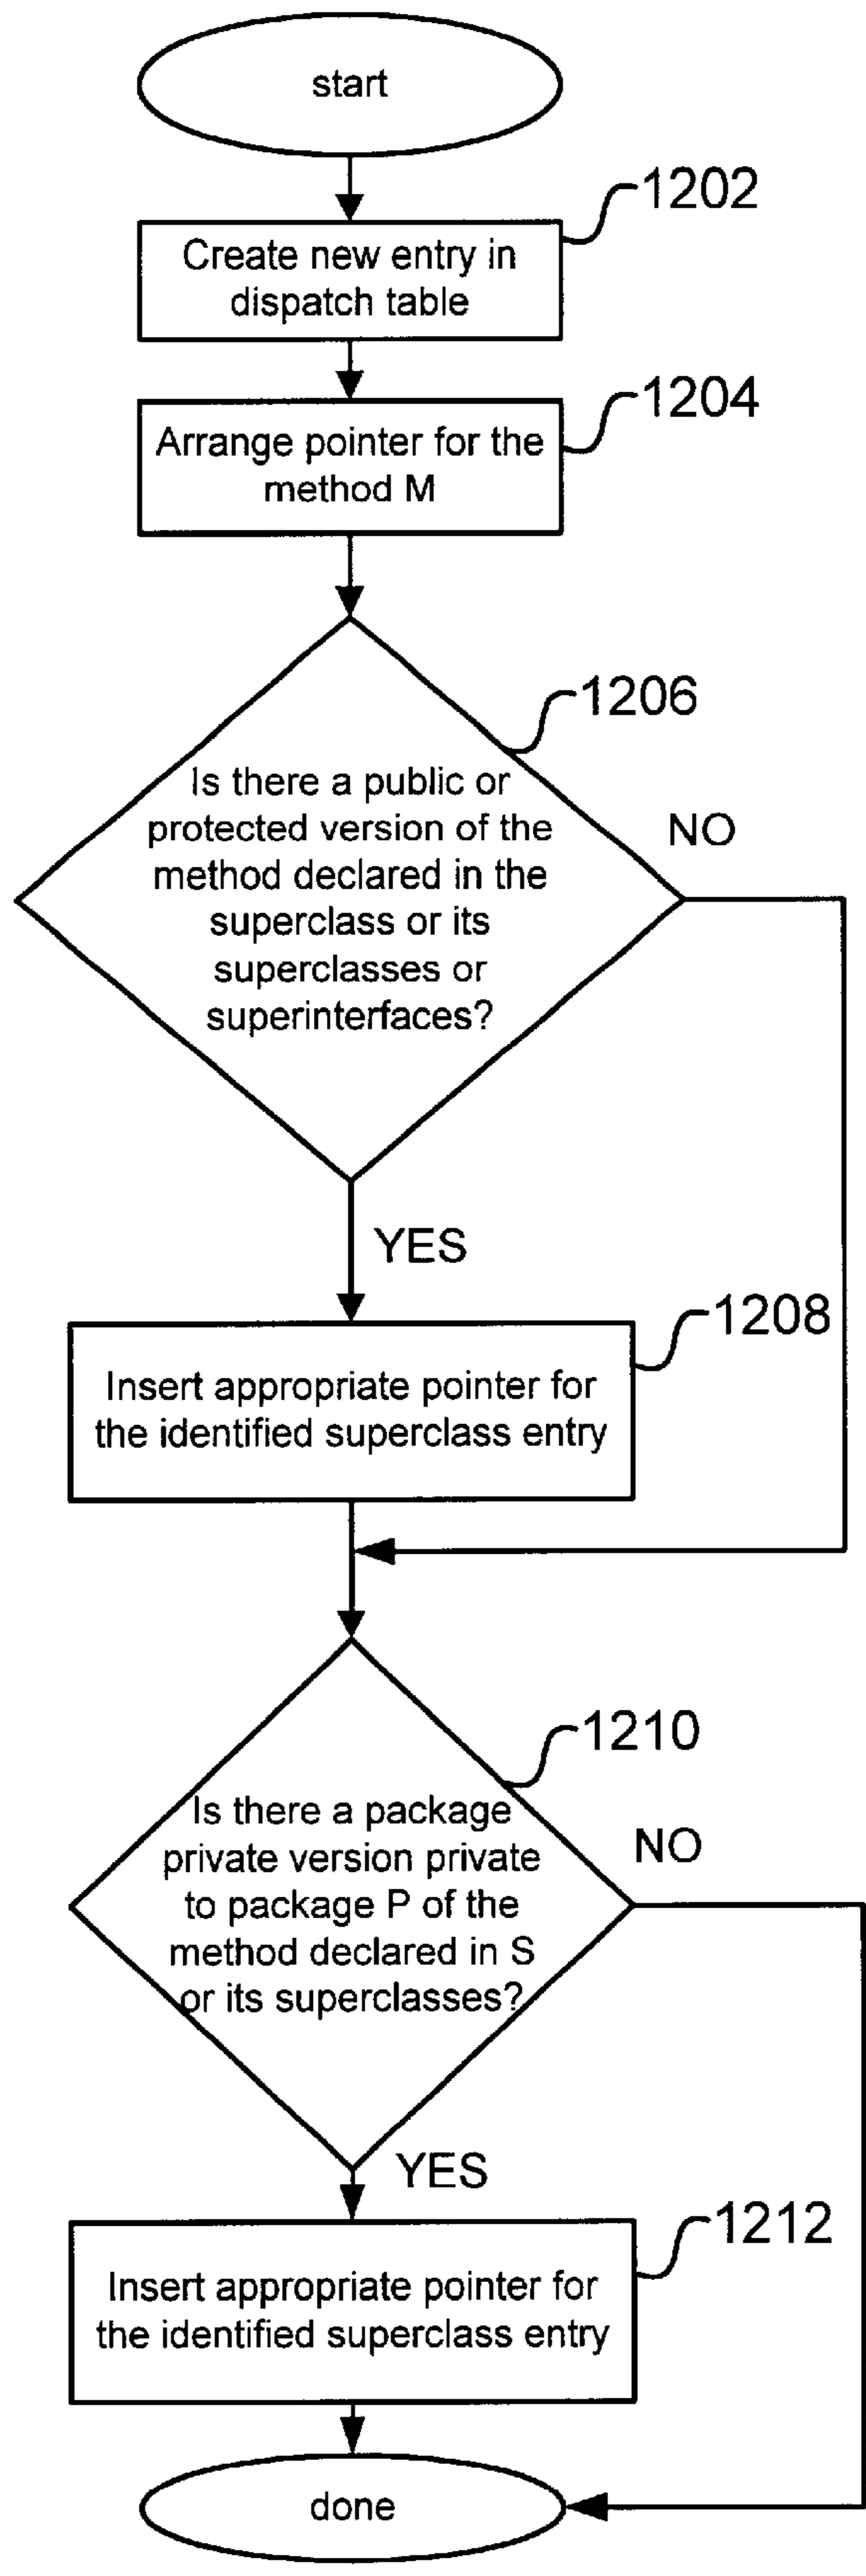 start
1202
Create new entry in
dispatch table
1204
Arrange pointer for the
method M
1206
Is there a public or
protected version of the
method declared in the
superclass or its
superclasses or
superinterfaces?
NO
YES
1208
Insert appropriate pointer for
the identified superclass entry
1210
Is there a package
private version private
to package P of the
method declared in S
or its superclasses?
NO
YES
1212
Insert appropriate pointer for
the identified superclass entry
done